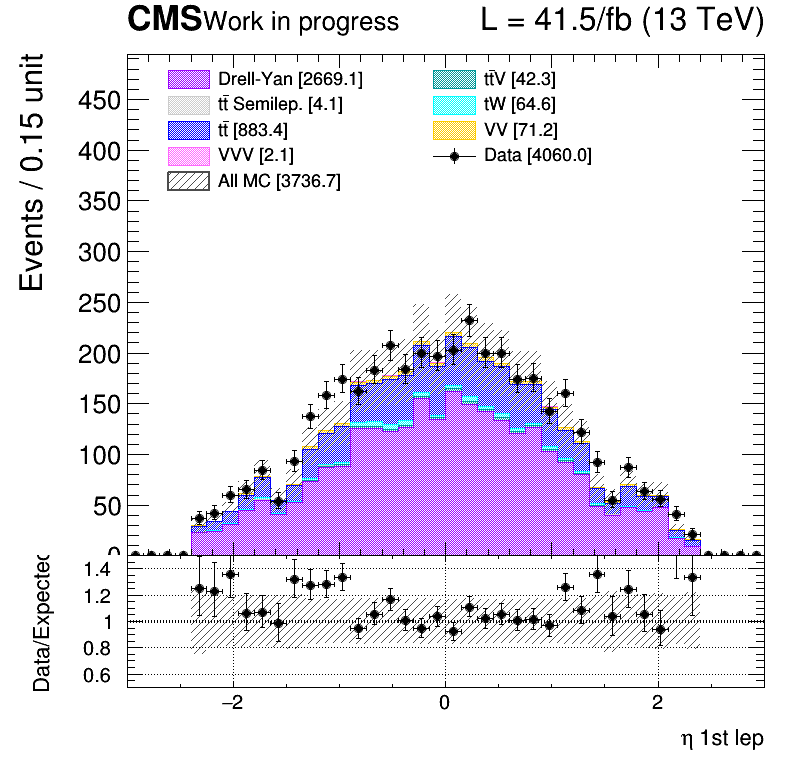 CMS Work in progress L = 41.5/fb (13 TeV)
Events / 0.15 unit
Drell-Yan [2669.1]
tt̄ Semilep. [4.1]
tt̄ [883.4]
VVV [2.1]
All MC [3736.7]
tt̄V [42.3]
tW [64.6]
VV [71.2]
Data [4060.0]
450
400
350
300
250
200
150
100
50
0
Data/Expected
1.4
1.2
1
0.8
0.6
−2 0 2
η 1st lep